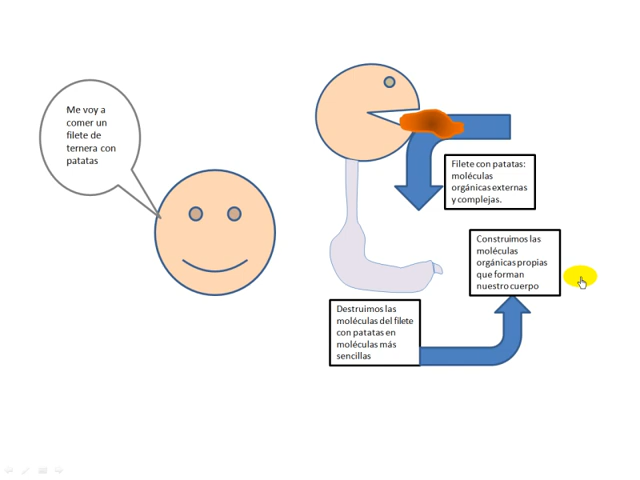 Me voy a
comer un
filete de
ternera con
patatas
Filete con patatas:
moléculas
orgánicas externas
y complejas.
Construimos las
moléculas
orgánicas propias
que forman
nuestro cuerpo
Destruimos las
moléculas del filete
con patatas en
moléculas más
sencillas